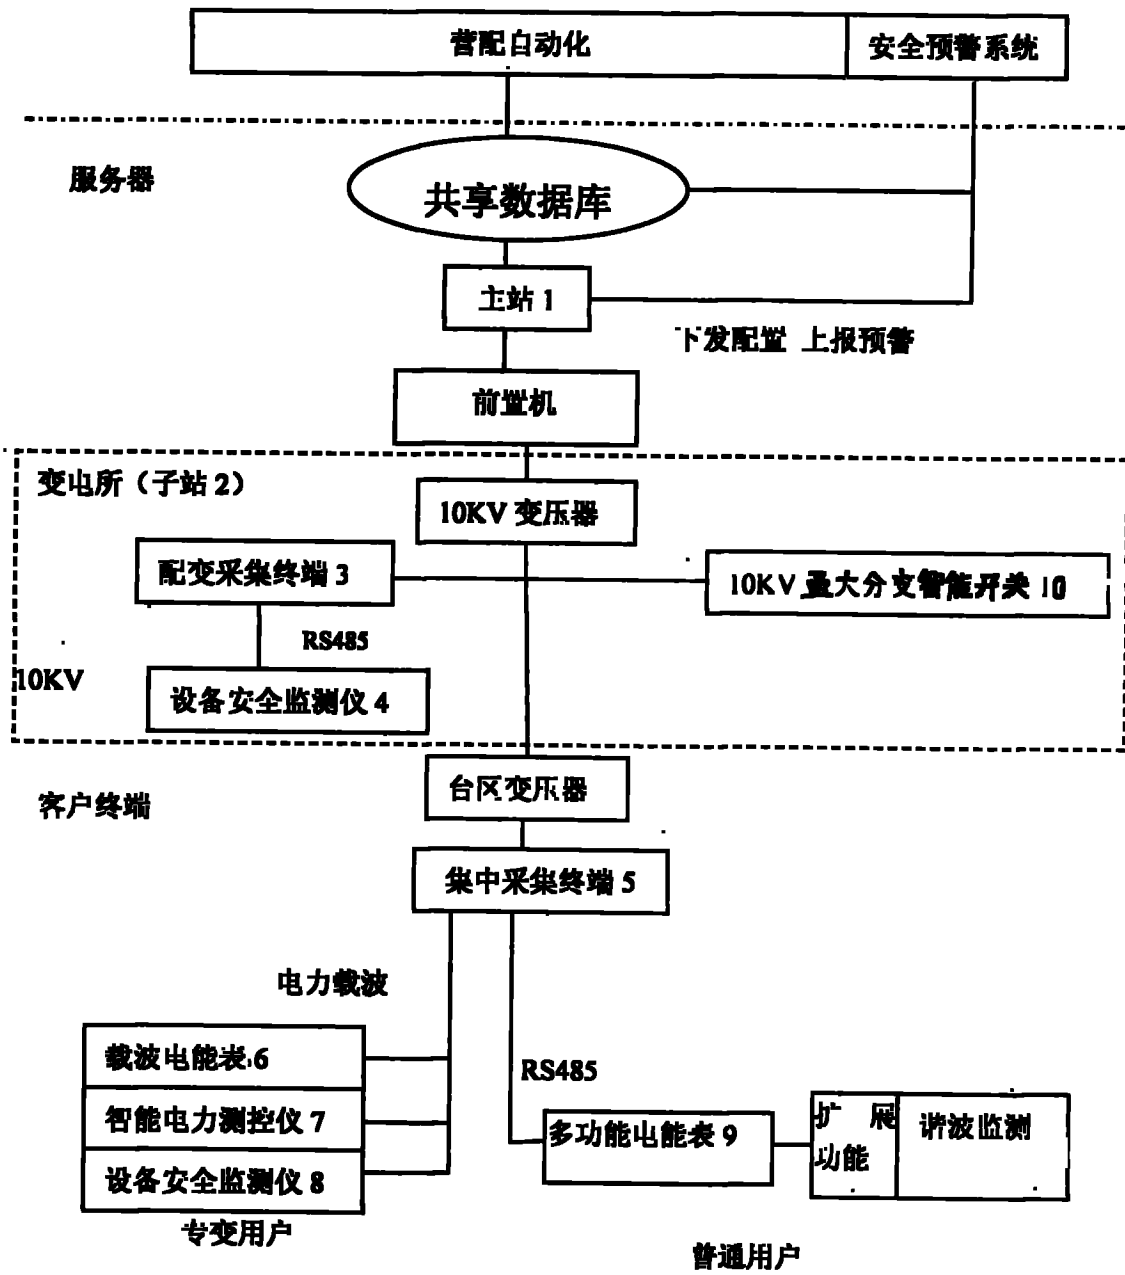 营配自动化
安全预警系统
服务器
共享数据库
主站 1
下发配置 上报预警
前置机
变电所（子站 2）
10KV 变压器
配变采集终端 3
10KV 重大分支智能开关 10
RS485
10KV
设备安全监测仪 4
台区变压器
客户终端
集中采集终端 5
电力载波
载波电能表 6
RS485
智能电力测控仪 7
多功能电能表 9
扩 展
功能
谐波监测
设备安全监测仪 8
专变用户
普通用户